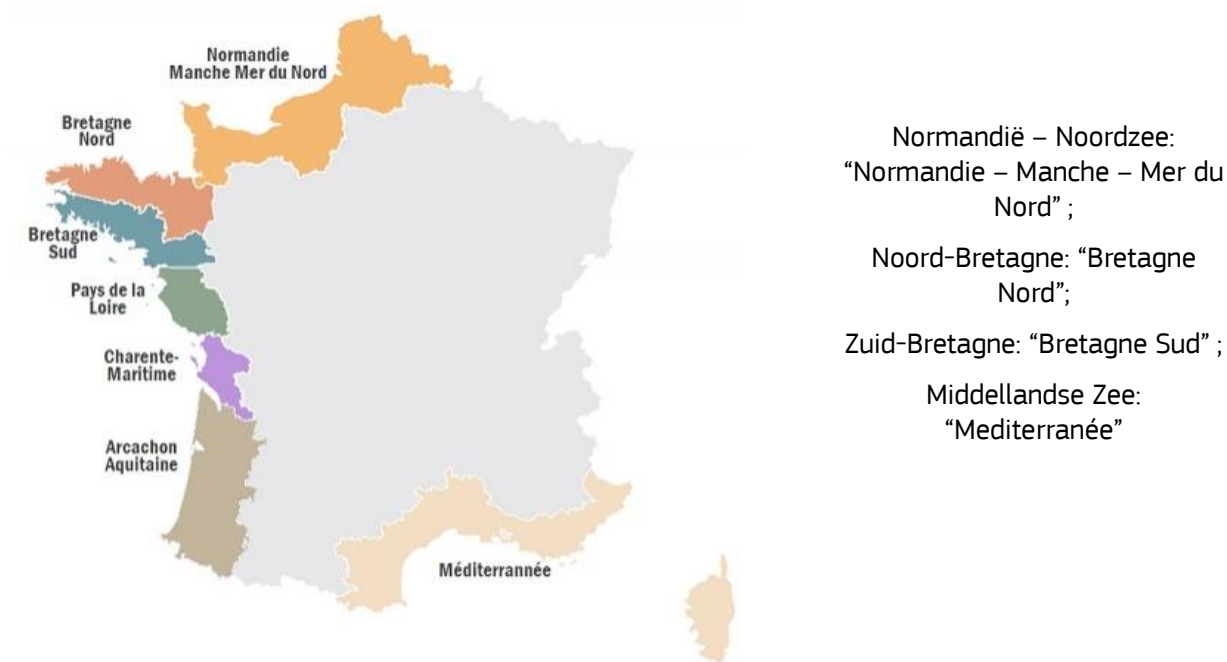 Normandie
Manche Mer du Nord
Bretagne
Nord
Bretagne
Sud
Pays de la
Loire
Charente-
Maritime
Arcachon
Aquitaine
Méditerrannée
Normandië – Noordzee:
“Normandie – Manche – Mer du
Nord” ;
Noord-Bretagne: “Bretagne
Nord”;
Zuid-Bretagne: “Bretagne Sud” ;
Middellandse Zee:
“Mediterranée”